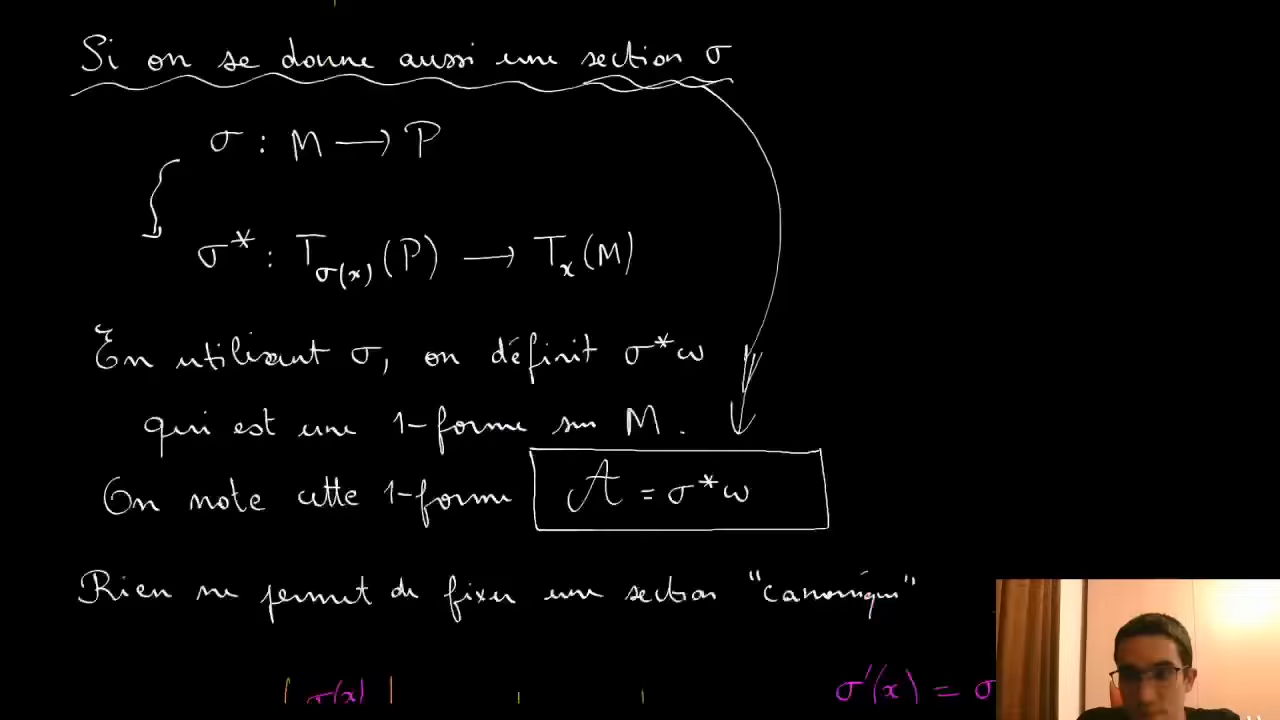 Si on se donne aussi une section σ
σ : M ⟶ P
σ* : T_σ(x) (P) ⟶ T_x (M)
En utilisant σ, on définit σ*ω
qui est une 1-forme sur M.
On note cette 1-forme 𝒜 = σ*ω
Rien ne permet de fixer une section "canonique"
σ(x)
σ'(x) = σ